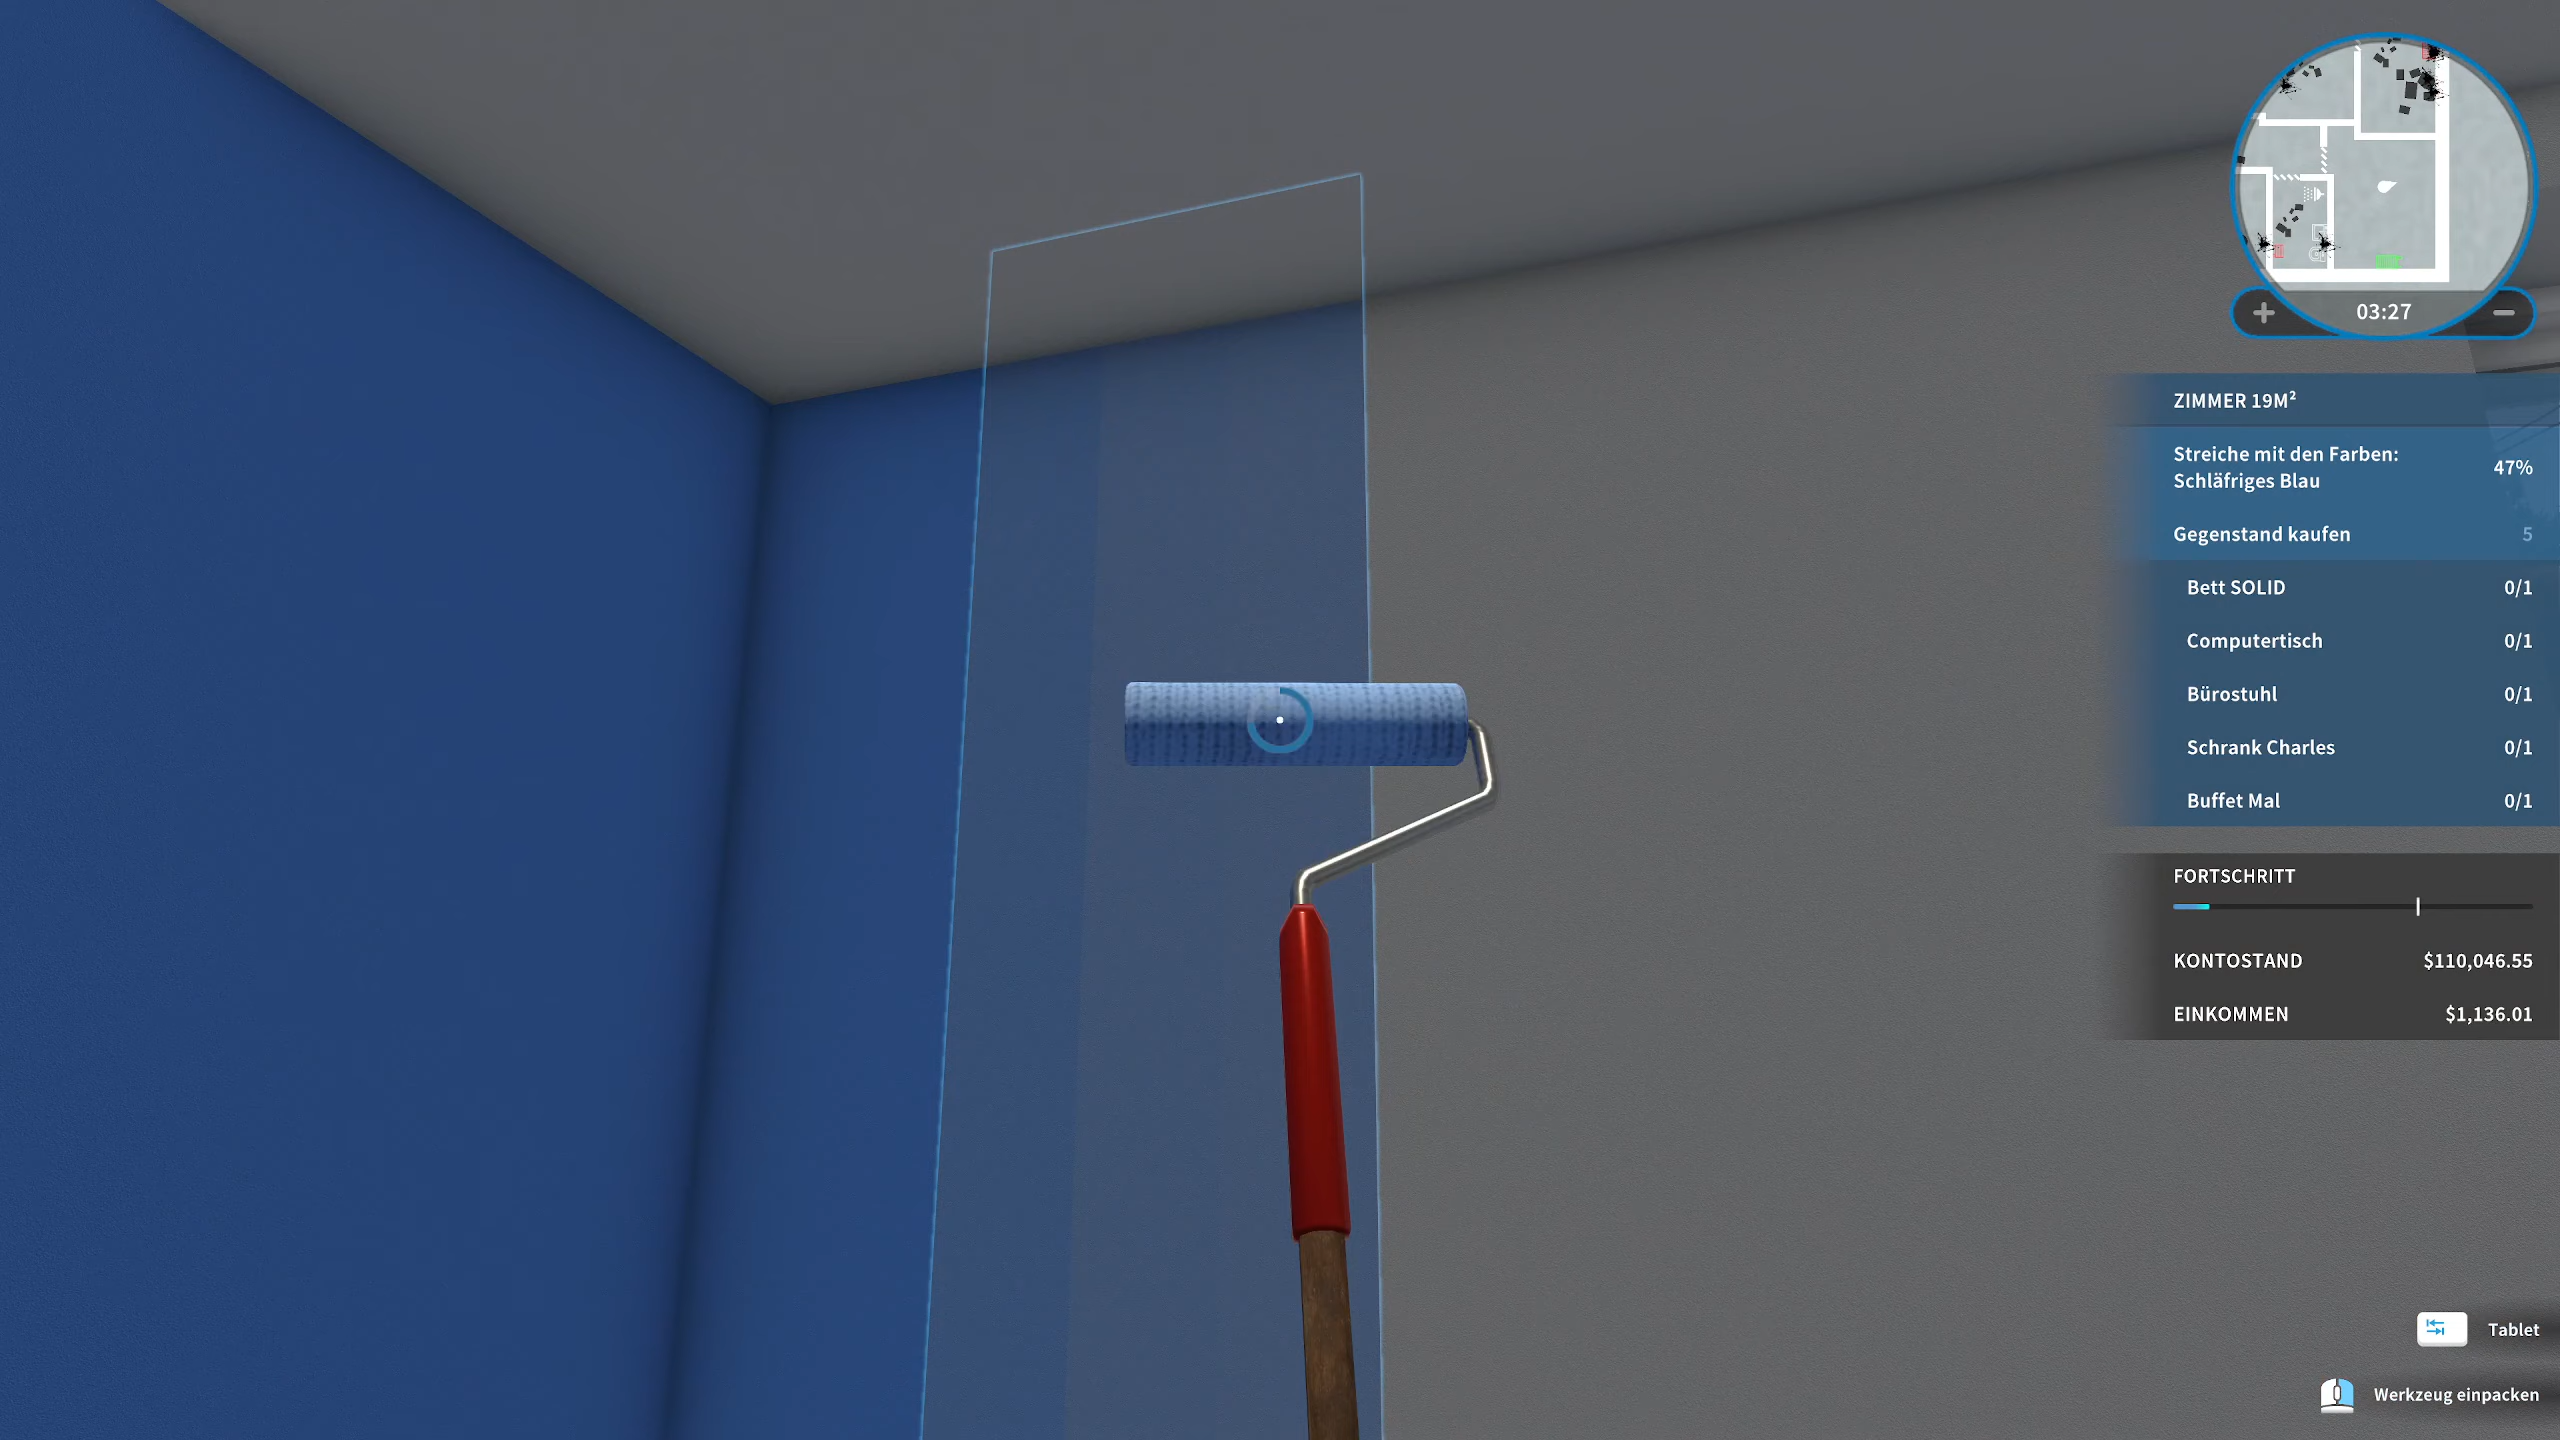 03:27
ZIMMER 19M²
Streiche mit den Farben:
Schläfriges Blau
47%
Gegenstand kaufen 5
Bett SOLID 0/1
Computertisch 0/1
Bürostuhl 0/1
Schrank Charles 0/1
Buffet Mal 0/1
FORTSCHRITT
KONTOSTAND $110,046.55
EINKOMMEN $1,136.01
Tablet
Werkzeug einpacken